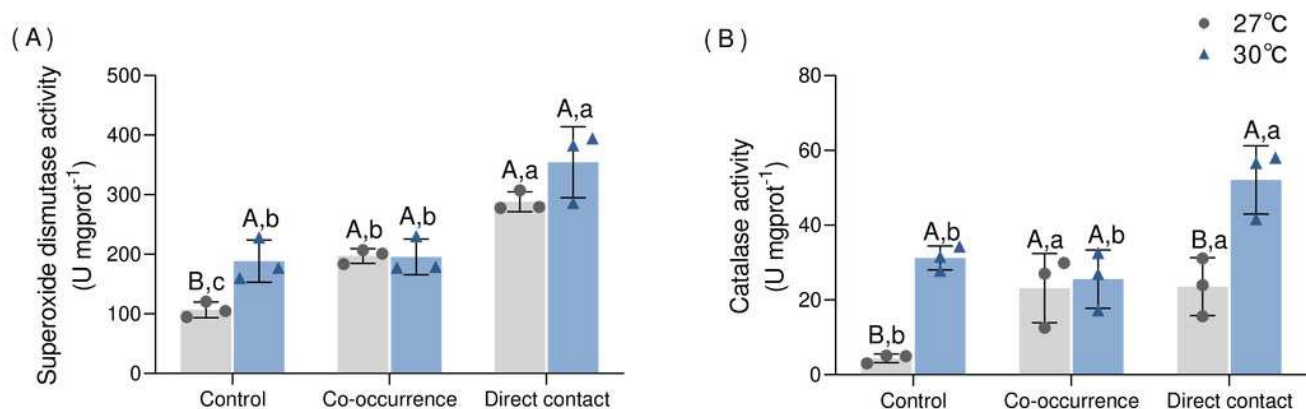 (A)
Superoxide dismutase activity
(U mgprot⁻¹)
500
400
300
200
100
0
B,c
A,b
A,b
A,b
A,a
A,a
Control
Co-occurrence
Direct contact
(B)
27°C
30°C
Catalase activity
(U mgprot⁻¹)
80
60
40
20
0
B,b
A,b
A,a
A,b
B,a
A,a
Control
Co-occurrence
Direct contact